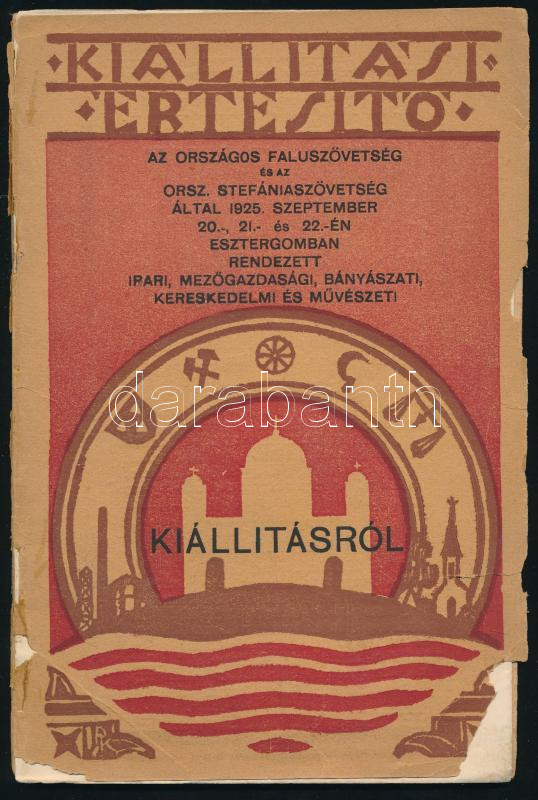 KIÁLLITÁSI
ÉRTESITŐ
AZ ORSZÁGOS FALUSZÖVETSÉG
ÉS AZ
ORSZ. STEFÁNIASZÖVETSÉG
ÁLTAL 1925. SZEPTEMBER
20.-, 21.- és 22.-ÉN
ESZTERGOMBAN
RENDEZETT
IPARI, MEZŐGAZDASÁGI, BÁNYÁSZATI,
KERESKEDELMI ÉS MŰVÉSZETI
darabanth
KIÁLLITÁSRÓL